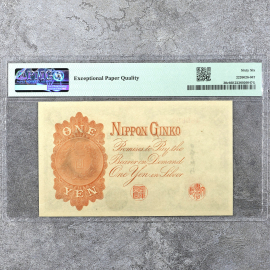 PMG
Exceptional Paper Quality
ONE
YEN
NIPPON GINKO
Promises to Pay the
Bearer on Demand
One Yen in Silver